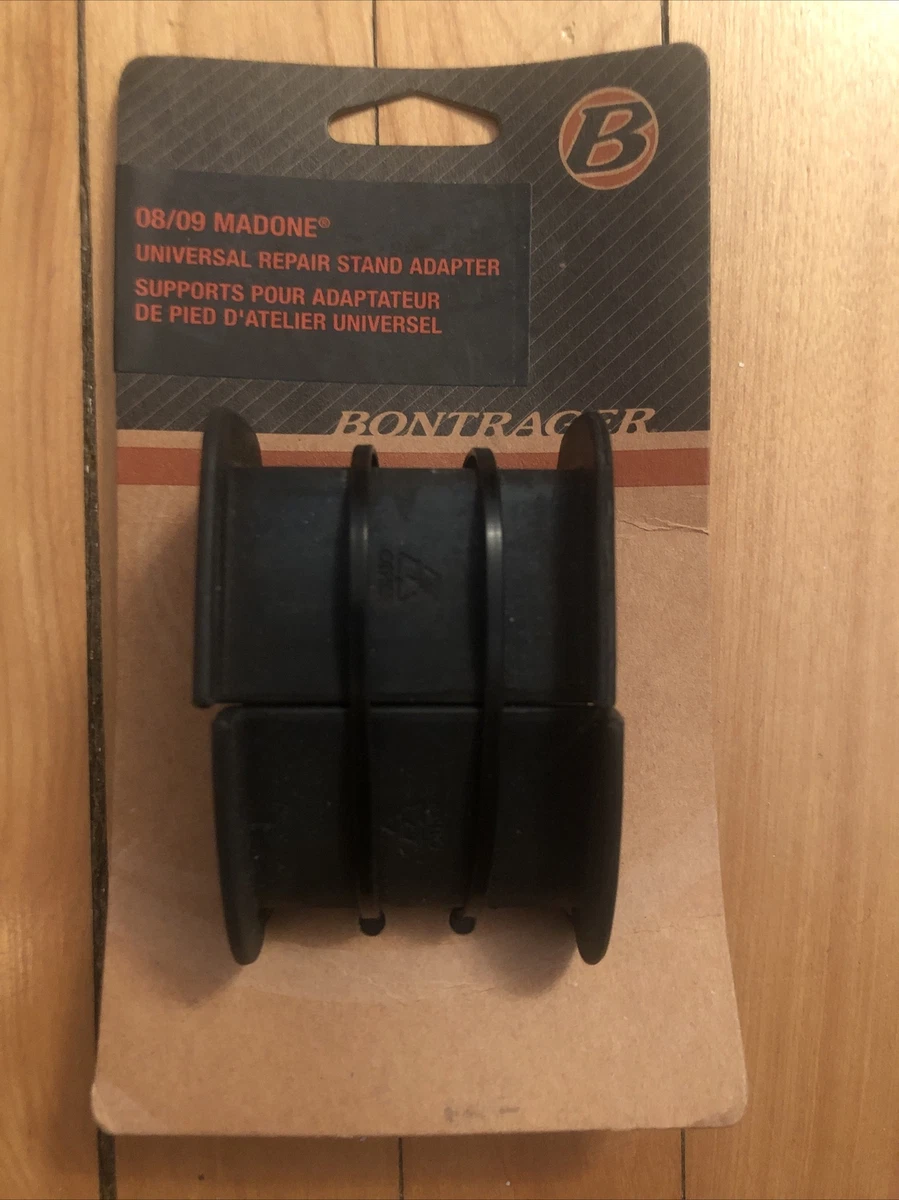 B
08/09 MADONE®
UNIVERSAL REPAIR STAND ADAPTER
SUPPORTS POUR ADAPTATEUR
DE PIED D'ATELIER UNIVERSEL
BONTRAGER